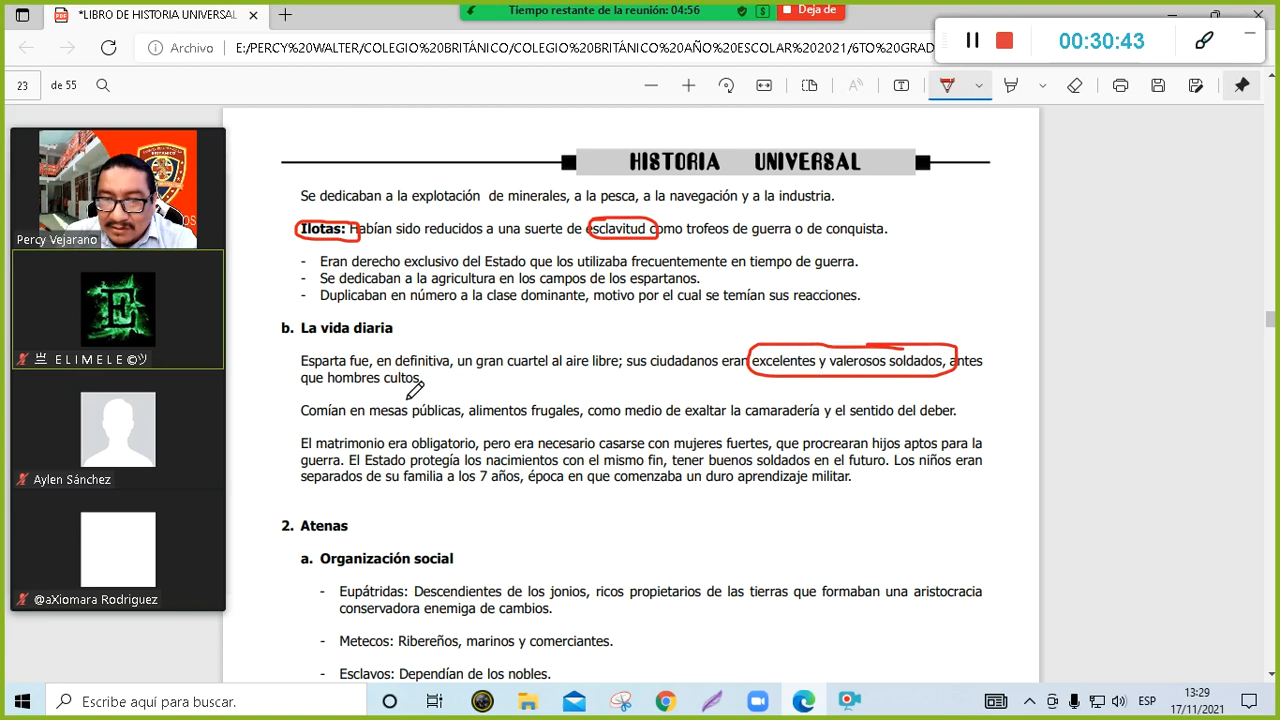 *LIBRO DE HISTORIA UNIVERSAL
Tiempo restante de la reunión: 04:56
Deja de
Archivo
E:/PERCY%20WALTER/COLEGIO%20BRITÁNICO/COLEGIO%20BRITÁNICO%20AÑO%20ESCOLAR%202021/6TO%20GRAD
00:30:43
23 de 55
HISTORIA UNIVERSAL
Se dedicaban a la explotación de minerales, a la pesca, a la navegación y a la industria.
Ilotas: Habían sido reducidos a una suerte de esclavitud como trofeos de guerra o de conquista.
- Eran derecho exclusivo del Estado que los utilizaba frecuentemente en tiempo de guerra.
- Se dedicaban a la agricultura en los campos de los espartanos.
- Duplicaban en número a la clase dominante, motivo por el cual se temían sus reacciones.
b. La vida diaria
Esparta fue, en definitiva, un gran cuartel al aire libre; sus ciudadanos eran excelentes y valerosos soldados, antes
que hombres cultos.
Comían en mesas públicas, alimentos frugales, como medio de exaltar la camaradería y el sentido del deber.
El matrimonio era obligatorio, pero era necesario casarse con mujeres fuertes, que procrearan hijos aptos para la
guerra. El Estado protegía los nacimientos con el mismo fin, tener buenos soldados en el futuro. Los niños eran
separados de su familia a los 7 años, época en que comenzaba un duro aprendizaje militar.
2. Atenas
a. Organización social
- Eupátridas: Descendientes de los jonios, ricos propietarios de las tierras que formaban una aristocracia
conservadora enemiga de cambios.
- Metecos: Ribereños, marinos y comerciantes.
- Esclavos: Dependían de los nobles.
Percy Vejarano
E
E L I M E L E ©ツ
Aylen Sánchez
@aXiomara Rodriguez
Escribe aquí para buscar.
ESP
13:29
17/11/2021